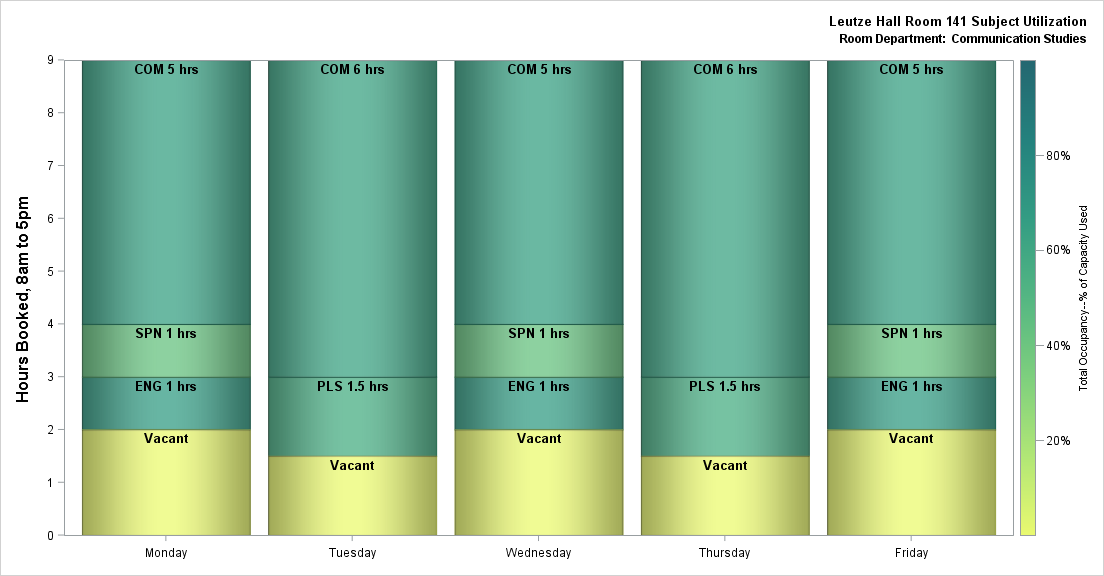 Leutze Hall Room 141 Subject Utilization
Room Department: Communication Studies
Hours Booked, 8am to 5pm
9
8
7
6
5
4
3
2
1
0
COM 5 hrs
SPN 1 hrs
ENG 1 hrs
Vacant
Monday
COM 6 hrs
PLS 1.5 hrs
Vacant
Tuesday
COM 5 hrs
SPN 1 hrs
ENG 1 hrs
Vacant
Wednesday
COM 6 hrs
PLS 1.5 hrs
Vacant
Thursday
COM 5 hrs
SPN 1 hrs
ENG 1 hrs
Vacant
Friday
80%
60%
40%
20%
Total Occupancy--% of Capacity Used